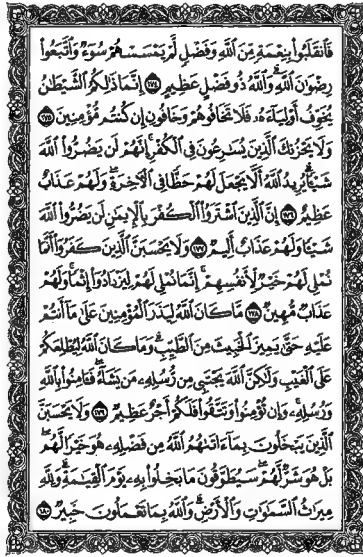 فَٱنقَلَبُوا۟ بِنِعْمَةٍ مِّنَ ٱللَّهِ وَفَضْلٍ لَّمْ يَمْسَسْهُمْ سُوٓءٌ وَٱتَّبَعُوا۟
رِضْوَٰنَ ٱللَّهِ ۗ وَٱللَّهُ ذُو فَضْلٍ عَظِيمٍ ﴿١٧٤﴾ إِنَّمَا ذَٰلِكُمُ ٱلشَّيْطَٰنُ
يُخَوِّفُ أَوْلِيَآءَهُۥ فَلَا تَخَافُوهُمْ وَخَافُونِ إِن كُنتُم مُّؤْمِنِينَ ﴿١٧٥﴾
وَلَا يَحْزُنكَ ٱلَّذِينَ يُسَٰرِعُونَ فِى ٱلْكُفْرِ ۚ إِنَّهُمْ لَن يَضُرُّوا۟ ٱللَّهَ
شَيْـًٔا ۗ يُرِيدُ ٱللَّهُ أَلَّا يَجْعَلَ لَهُمْ حَظًّا فِى ٱلْءَاخِرَةِ ۖ وَلَهُمْ عَذَابٌ
عَظِيمٌ ﴿١٧٦﴾ إِنَّ ٱلَّذِينَ ٱشْتَرَوُا۟ ٱلْكُفْرَ بِٱلْإِيمَٰنِ لَن يَضُرُّوا۟ ٱللَّهَ
شَيْـًٔا وَلَهُمْ عَذَابٌ أَلِيمٌ ﴿١٧٧﴾ وَلَا يَحْسَبَنَّ ٱلَّذِينَ كَفَرُوٓا۟ أَنَّمَا
نُمْلِى لَهُمْ خَيْرٌ لِّأَنفُسِهِمْ ۚ إِنَّمَا نُمْلِى لَهُمْ لِيَزْدَادُوٓا۟ إِثْمًا ۚ وَلَهُمْ
عَذَابٌ مُّهِينٌ ﴿١٧٨﴾ مَّا كَانَ ٱللَّهُ لِيَذَرَ ٱلْمُؤْمِنِينَ عَلَىٰ مَآ أَنتُمْ
عَلَيْهِ حَتَّىٰ يَمِيزَ ٱلْخَبِيثَ مِنَ ٱلطَّيِّبِ ۗ وَمَا كَانَ ٱللَّهُ لِيُطْلِعَكُمْ
عَلَى ٱلْغَيْبِ وَلَٰكِنَّ ٱللَّهَ يَجْتَبِى مِن رُّسُلِهِۦ مَن يَشَآءُ ۖ فَـَٔامِنُوا۟ بِٱللَّهِ
وَرُسُلِهِۦ ۚ وَإِن تُؤْمِنُوا۟ وَتَتَّقُوا۟ فَلَكُمْ أَجْرٌ عَظِيمٌ ﴿١٧٩﴾ وَلَا يَحْسَبَنَّ
ٱلَّذِينَ يَبْخَلُونَ بِمَآ ءَاتَىٰهُمُ ٱللَّهُ مِن فَضْلِهِۦ هُوَ خَيْرًا لَّهُم ۖ
بَلْ هُوَ شَرٌّ لَّهُمْ ۖ سَيُطَوَّقُونَ مَا بَخِلُوا۟ بِهِۦ يَوْمَ ٱلْقِيَٰمَةِ ۗ وَلِلَّهِ
مِيرَٰثُ ٱلسَّمَٰوَٰتِ وَٱلْأَرْضِ ۗ وَٱللَّهُ بِمَا تَعْمَلُونَ خَبِيرٌ ﴿١٨٠﴾